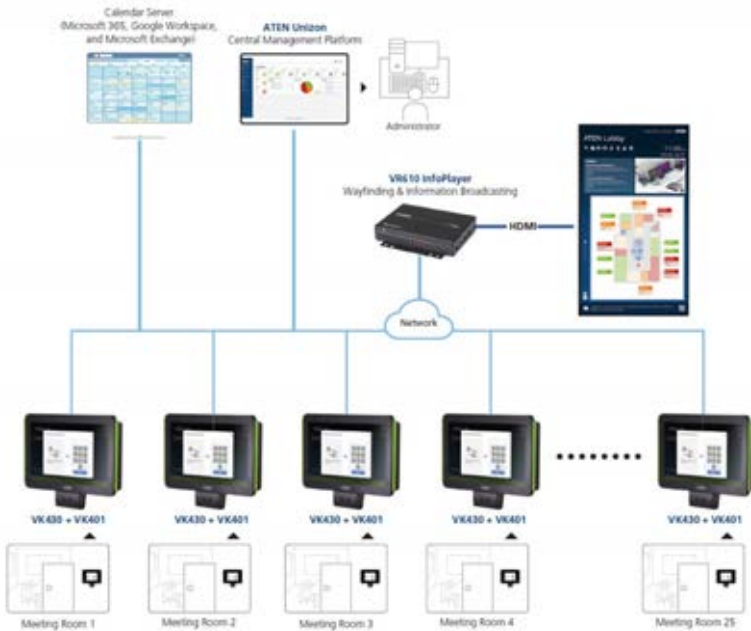 Calendar Server
(Microsoft 365, Google Workspace,
and Microsoft Exchange)
ATEN Unizon
Central Management Platform
Administrator
VR610 InfoPlayer
Wayfinding & Information Broadcasting
HDMI
ATEN Lobby
Network
VK430 + VK401
VK430 + VK401
VK430 + VK401
VK430 + VK401
VK430 + VK401
Meeting Room 1
Meeting Room 2
Meeting Room 3
Meeting Room 4
Meeting Room 25